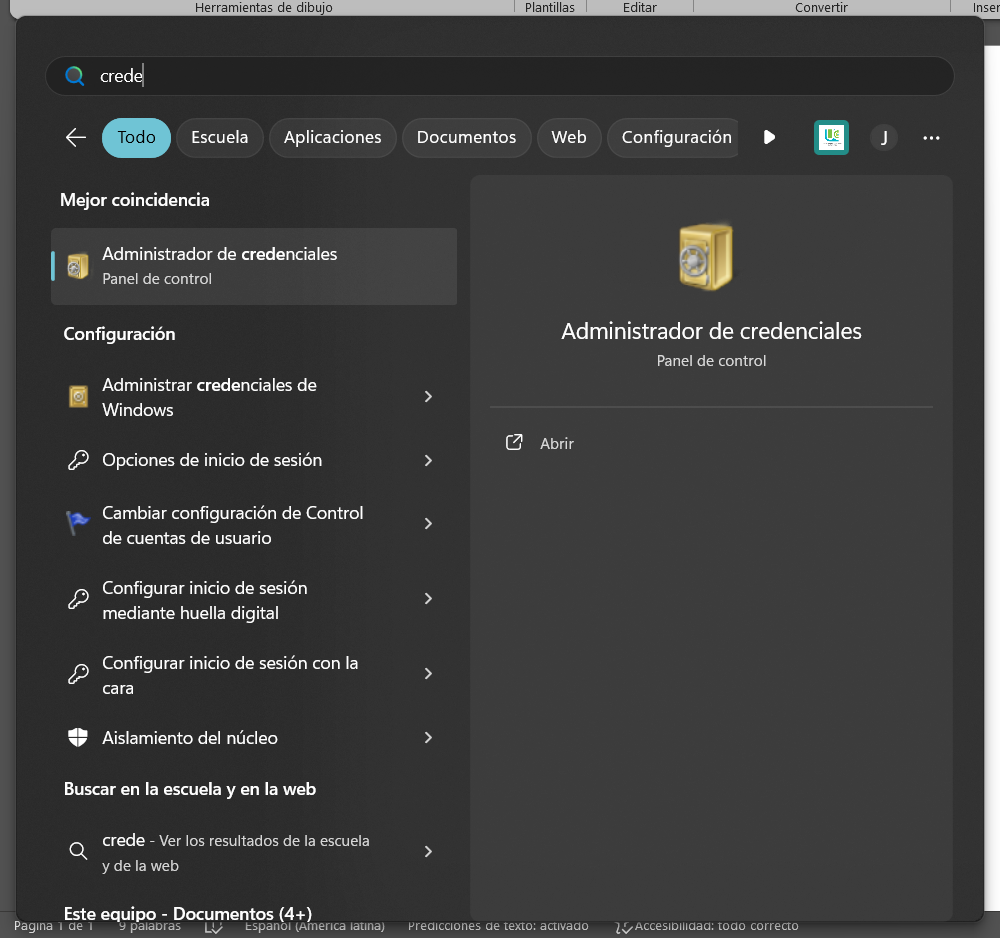 Herramientas de dibujo
Plantillas
Editar
Convertir
Inser
crede
Todo
Escuela
Aplicaciones
Documentos
Web
Configuración
J
Mejor coincidencia
Administrador de credenciales
Panel de control
Configuración
Administrar credenciales de
Windows
Opciones de inicio de sesión
Cambiar configuración de Control
de cuentas de usuario
Configurar inicio de sesión
mediante huella digital
Configurar inicio de sesión con la
cara
Aislamiento del núcleo
Buscar en la escuela y en la web
crede - Ver los resultados de la escuela
y de la web
Este equipo - Documentos (4+)
Administrador de credenciales
Panel de control
Abrir
Página 1 de 1
9 palabras
Español (América latina)
Predicciones de texto: activado
Accesibilidad: todo correcto